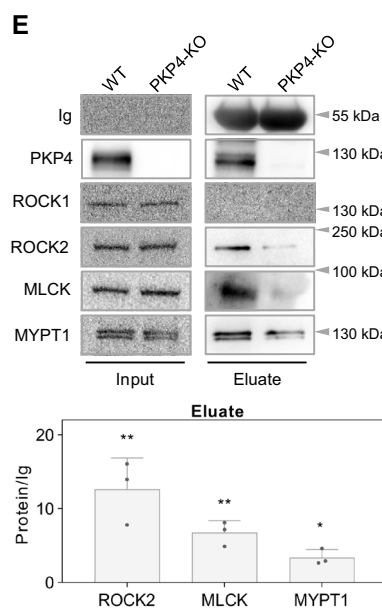 E
WT PKP4-KO WT PKP4-KO
Ig 55 kDa
PKP4 130 kDa
ROCK1 130 kDa
ROCK2 250 kDa
MLCK 100 kDa
MYPT1 130 kDa
Input Eluate
Eluate
Protein/Ig
20
10
0
** ** *
ROCK2 MLCK MYPT1